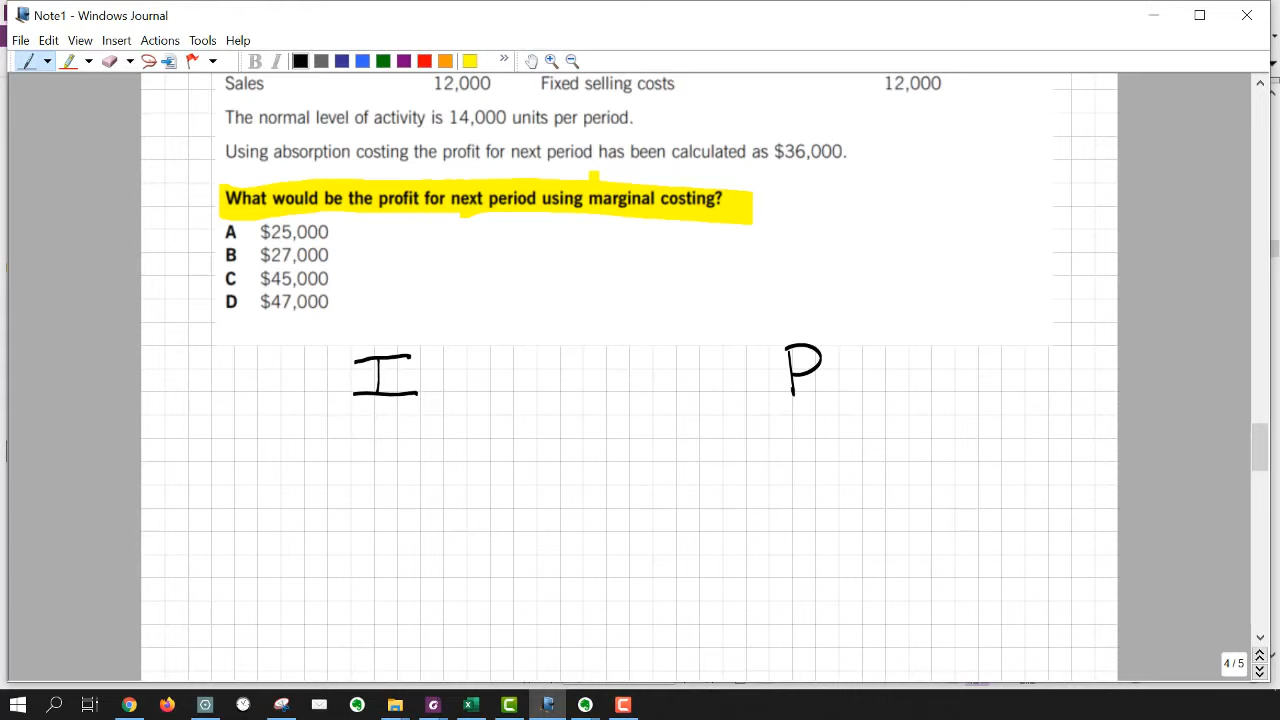 Note1 - Windows Journal
File Edit View Insert Actions Tools Help
B I »
Sales 12,000 Fixed selling costs 12,000
The normal level of activity is 14,000 units per period.
Using absorption costing the profit for next period has been calculated as $36,000.
What would be the profit for next period using marginal costing?
A $25,000
B $27,000
C $45,000
D $47,000
I P
4 / 5